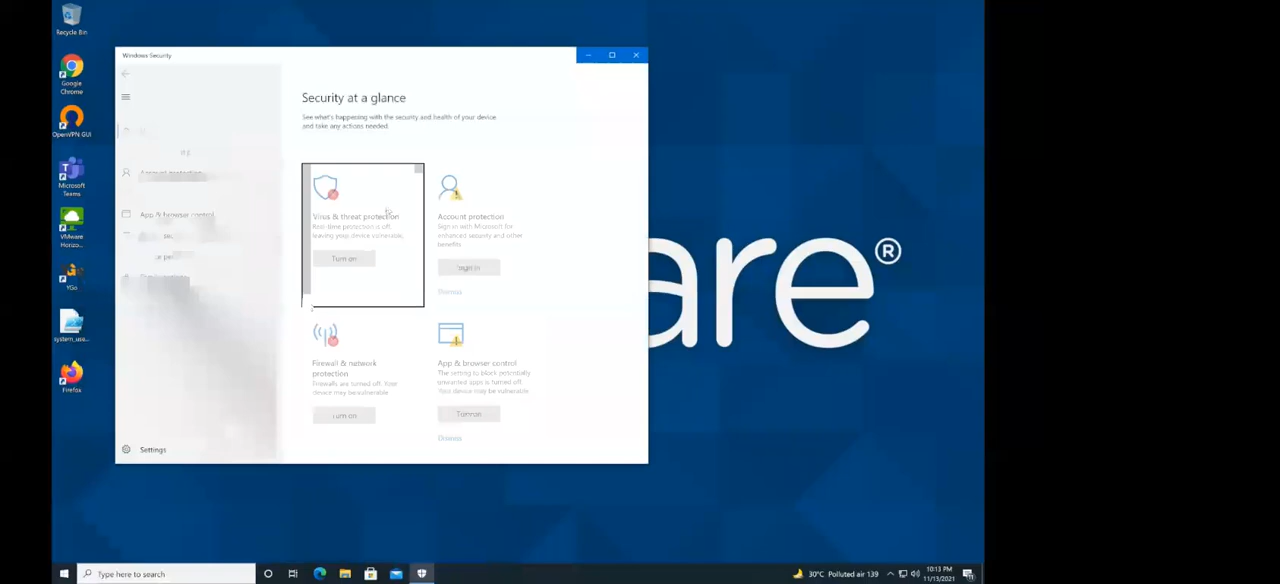 Recycle Bin
Google
Chrome
OpenVPN GUI
Microsoft
Teams
VMware
Horizo...
YGo
system_use...
Firefox
Windows Security
Account protection
App & browser control
Settings
Security at a glance
See what's happening with the security and health of your device
and take any actions needed.
Virus & threat protection
Real-time protection is off,
leaving your device vulnerable.
Turn on
Account protection
Sign in with Microsoft for
enhanced security and other
benefits
Sign in
Dismiss
Firewall & network
protection
Firewalls are turned off. Your
device may be vulnerable.
Turn on
App & browser control
The setting to block potentially
unwanted apps is turned off.
Your device may be vulnerable.
Turn on
Dismiss
are®
Type here to search
30°C Polluted air 139
10:13 PM
11/13/2021